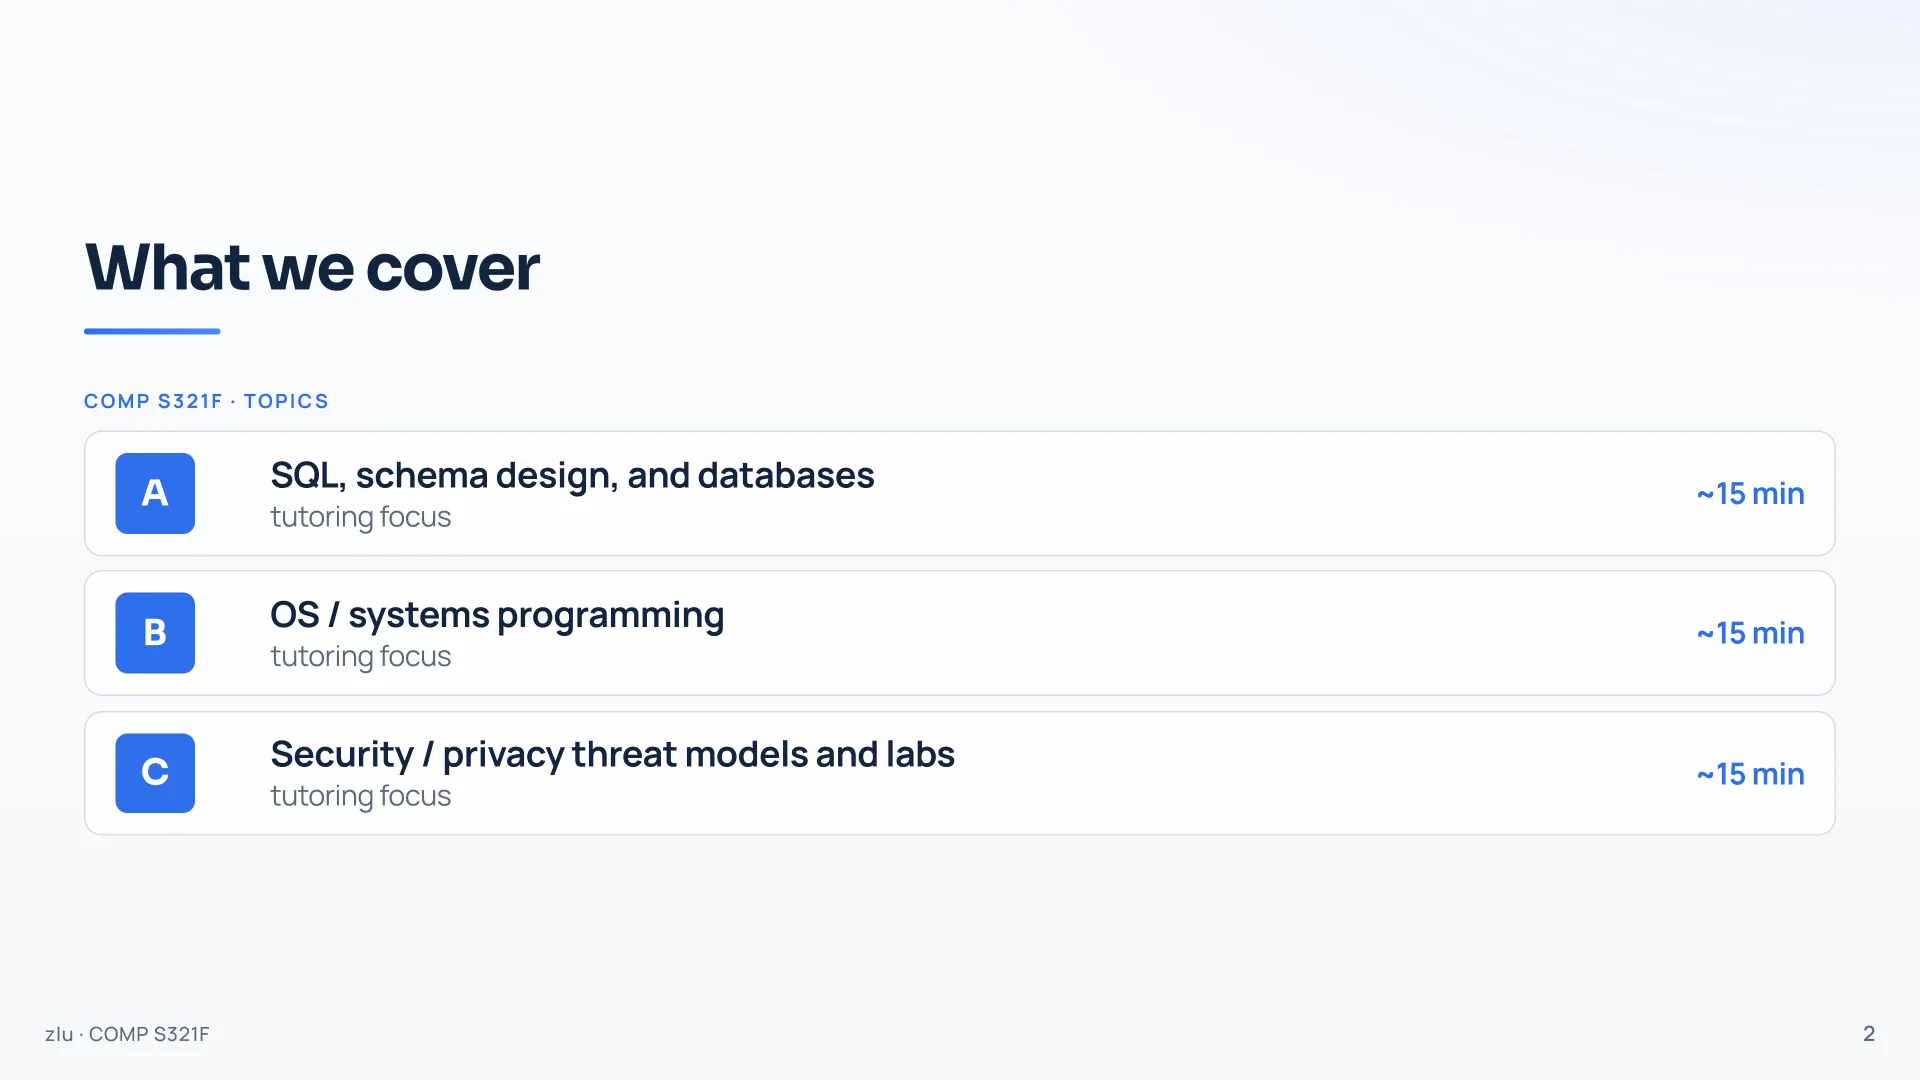 What we cover
COMP S321F · TOPICS
A
SQL, schema design, and databases
tutoring focus
~15 min
B
OS / systems programming
tutoring focus
~15 min
C
Security / privacy threat models and labs
tutoring focus
~15 min
zlu · COMP S321F
2